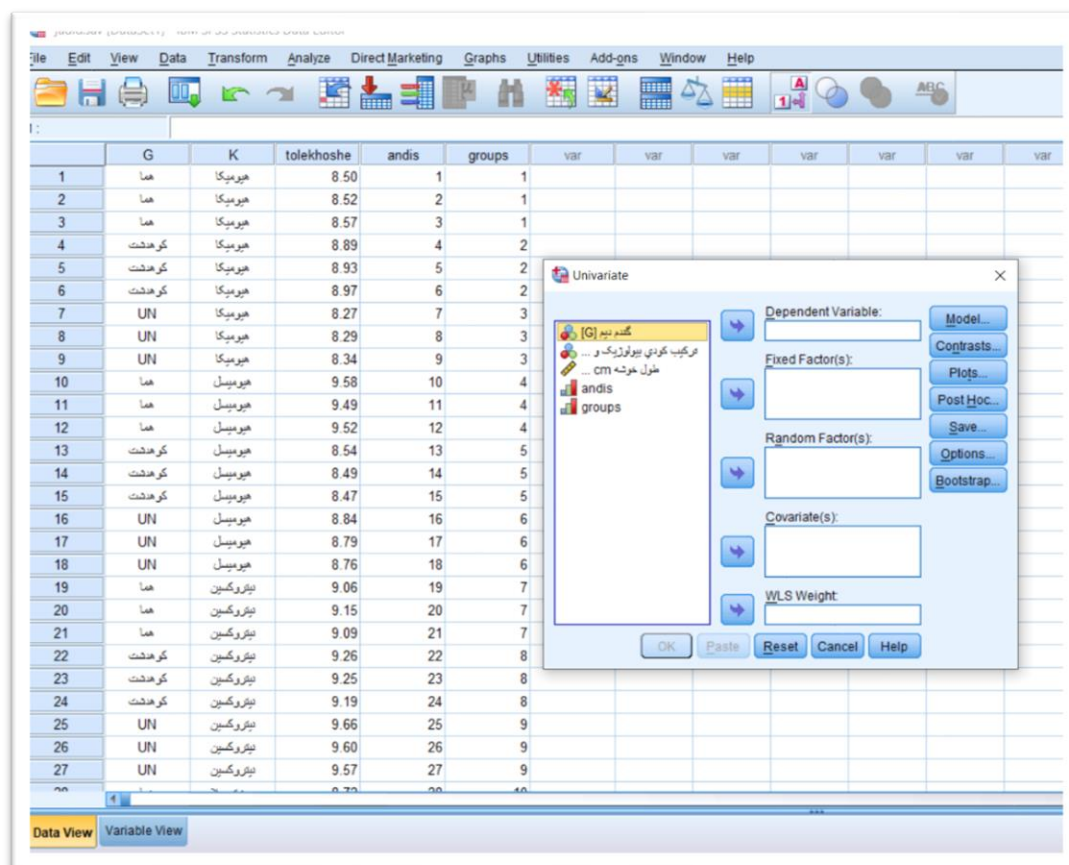 File Edit View Data Transform Analyze Direct Marketing Graphs Utilities Add-ons Window Help
G K tolekhoshe andis groups var var var var var var var
1 هما هیومیکا 8.50 1 1
2 هما هیومیکا 8.52 2 1
3 هما هیومیکا 8.57 3 1
4 کوهدشت هیومیکا 8.89 4 2
5 کوهدشت هیومیکا 8.93 5 2
6 کوهدشت هیومیکا 8.97 6 2
7 UN هیومیکا 8.27 7 3
8 UN هیومیکا 8.29 8 3
9 UN هیومیکا 8.34 9 3
10 هما هیومیسل 9.58 10 4
11 هما هیومیسل 9.49 11 4
12 هما هیومیسل 9.52 12 4
13 کوهدشت هیومیسل 8.54 13 5
14 کوهدشت هیومیسل 8.49 14 5
15 کوهدشت هیومیسل 8.47 15 5
16 UN هیومیسل 8.84 16 6
17 UN هیومیسل 8.79 17 6
18 UN هیومیسل 8.76 18 6
19 هما نیتروکسین 9.06 19 7
20 هما نیتروکسین 9.15 20 7
21 هما نیتروکسین 9.09 21 7
22 کوهدشت نیتروکسین 9.26 22 8
23 کوهدشت نیتروکسین 9.25 23 8
24 کوهدشت نیتروکسین 9.19 24 8
25 UN نیتروکسین 9.66 25 9
26 UN نیتروکسین 9.60 26 9
27 UN نیتروکسین 9.57 27 9
Univariate
گندم دیم [G]
ترکیب کودی بیولوژیک و ...
طول خوشه cm ...
andis
groups
Dependent Variable:
Fixed Factor(s):
Random Factor(s):
Covariate(s):
WLS Weight:
Model...
Contrasts...
Plots...
Post Hoc...
Save...
Options...
Bootstrap...
OK Paste Reset Cancel Help
Data View Variable View